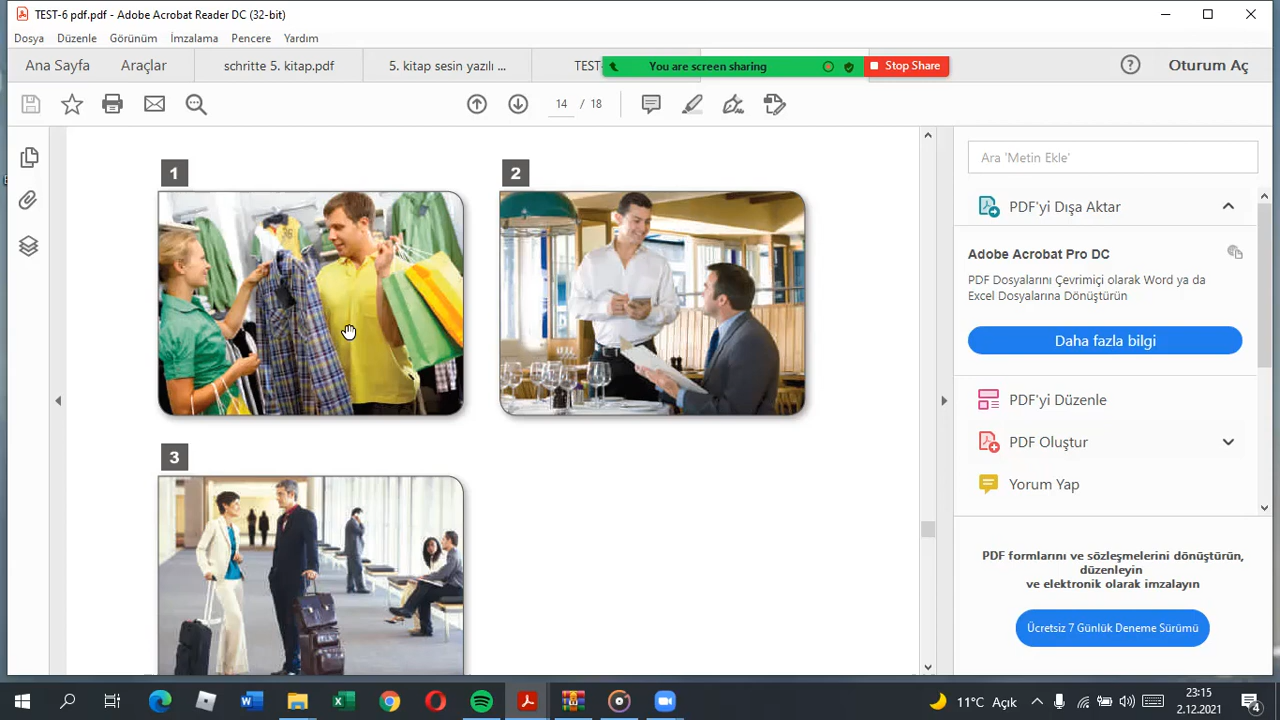 TEST-6 pdf.pdf - Adobe Acrobat Reader DC (32-bit)
Dosya Düzenle Görünüm İmzalama Pencere Yardım
Ana Sayfa Araçlar schritte 5. kitap.pdf 5. kitap sesin yazılı ... TEST- You are screen sharing Stop Share Oturum Aç
14 / 18
1 2
3
Ara 'Metin Ekle'
PDF'yi Dışa Aktar
Adobe Acrobat Pro DC
PDF Dosyalarını Çevrimiçi olarak Word ya da
Excel Dosyalarına Dönüştürün
Daha fazla bilgi
PDF'yi Düzenle
PDF Oluştur
Yorum Yap
PDF formlarını ve sözleşmelerini dönüştürün,
düzenleyin
ve elektronik olarak imzalayın
Ücretsiz 7 Günlük Deneme Sürümü
11°C Açık
23:15
2.12.2021
4